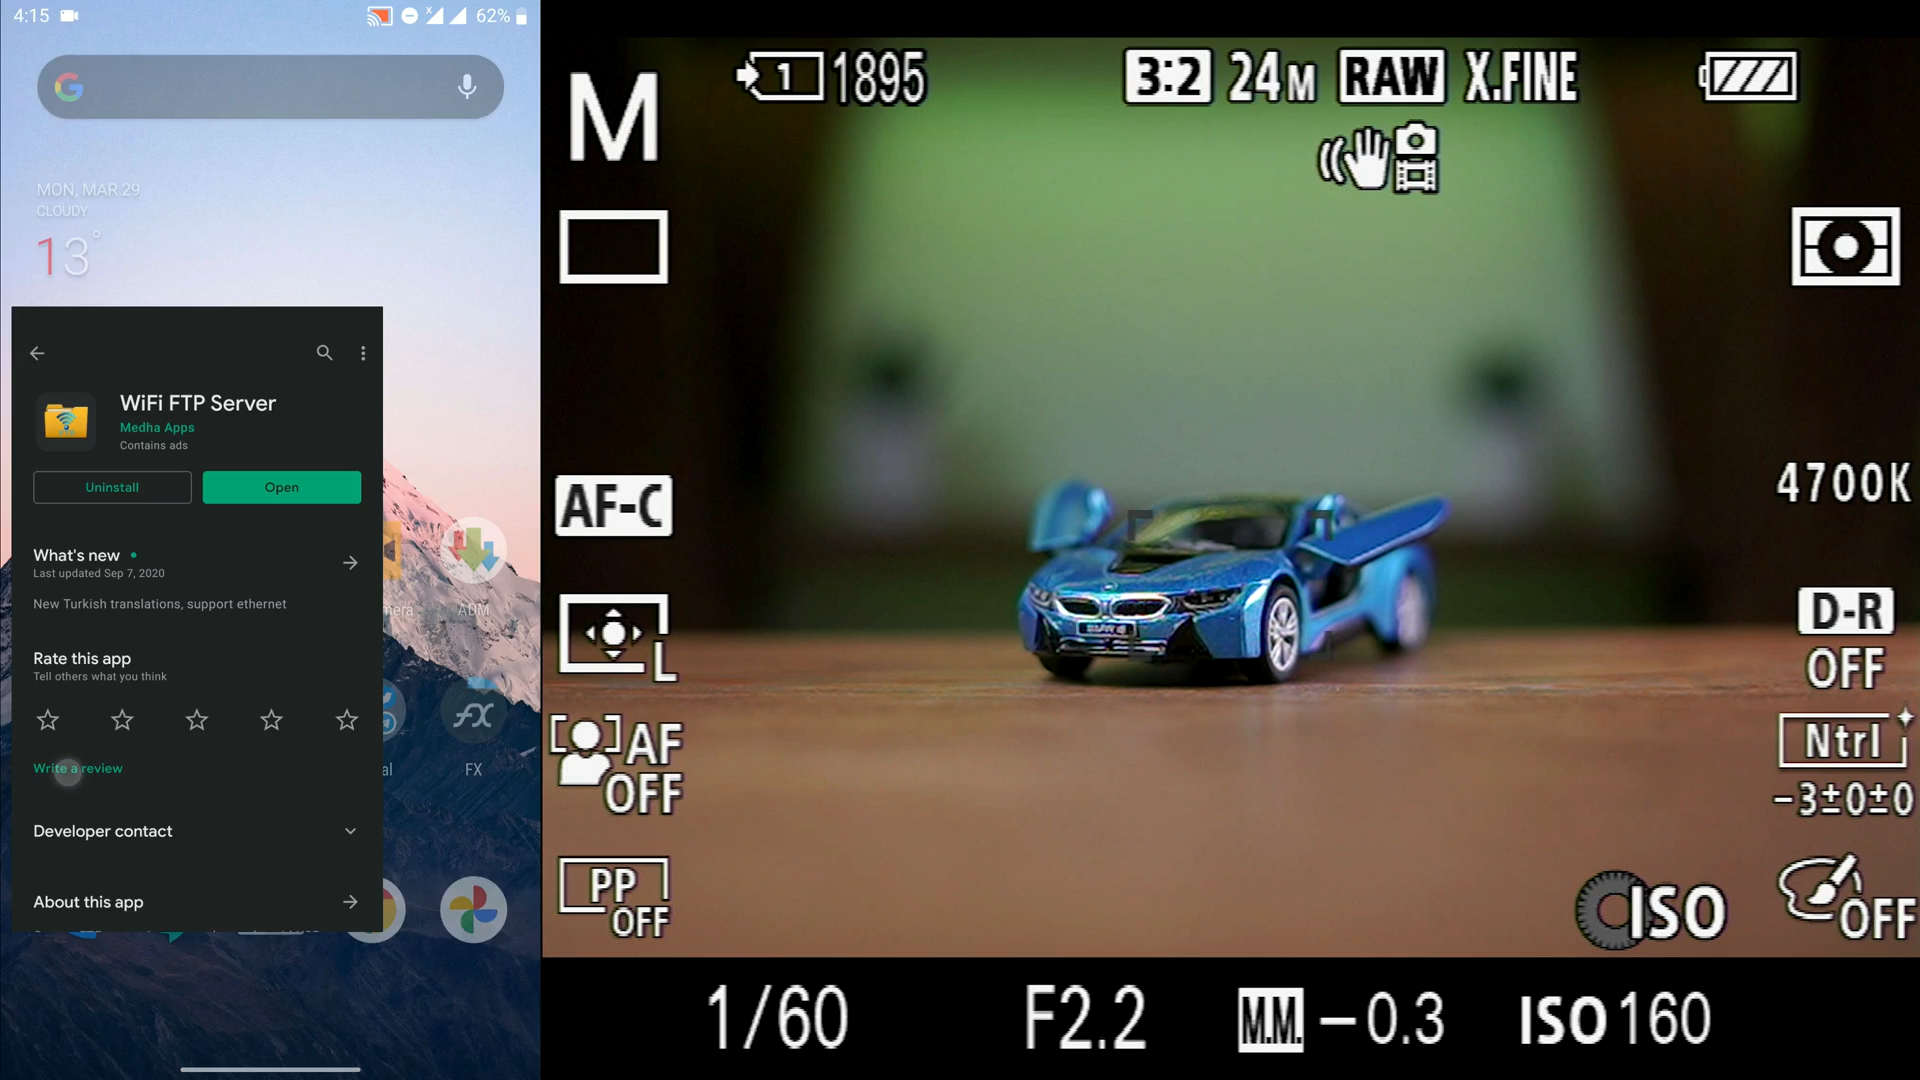 4:15
62%
MON, MAR 29
CLOUDY
13°
WiFi FTP Server
Medha Apps
Contains ads
Uninstall
Open
What's new
Last updated Sep 7, 2020
New Turkish translations, support ethernet
Rate this app
Tell others what you think
Write a review
Developer contact
About this app
mera
ADM
al
FX
M
1
1895
3:2
24M
RAW
X.FINE
AF-C
L
AF
OFF
PP
OFF
4700K
D-R
OFF
Ntrl
−3±0±0
ISO
OFF
1/60
F2.2
M.M.
−0.3
ISO 160